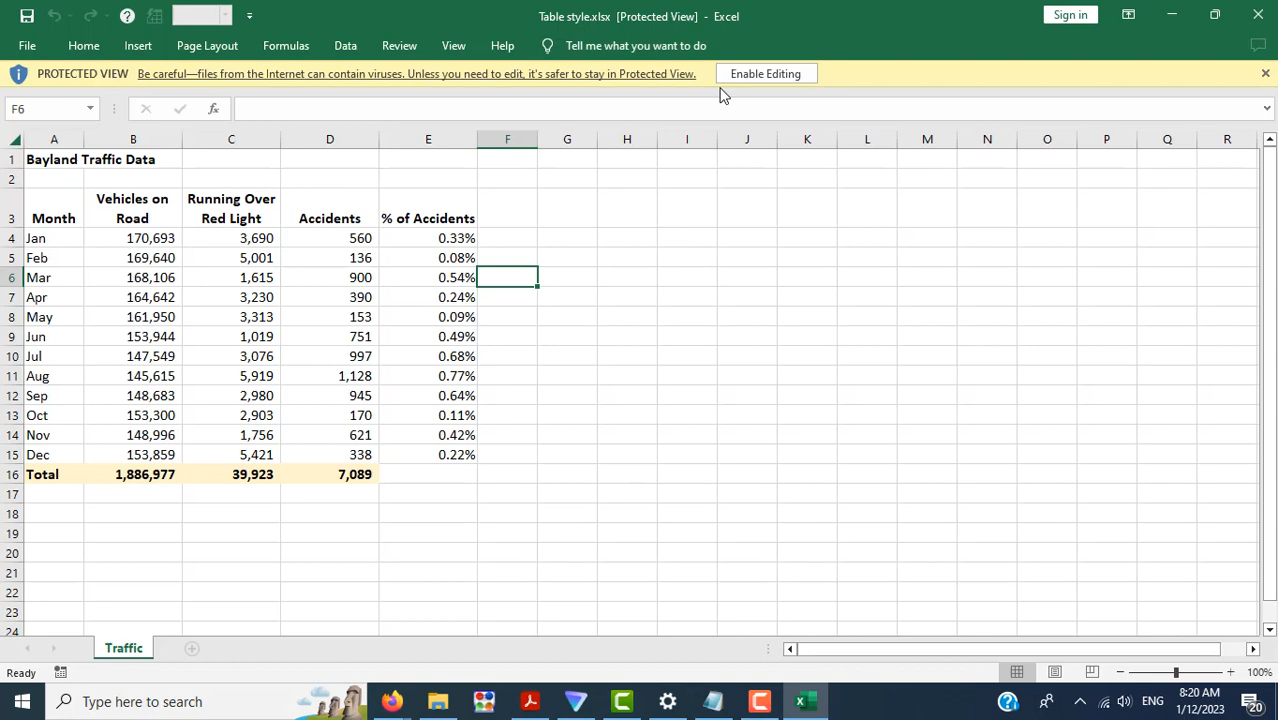 Table style.xlsx [Protected View] - Excel
Sign in
File Home Insert Page Layout Formulas Data Review View Help Tell me what you want to do
PROTECTED VIEW Be careful—files from the Internet can contain viruses. Unless you need to edit, it's safer to stay in Protected View. Enable Editing
F6 fx
A B C D E F G H I J K L M N O P Q R
1 Bayland Traffic Data
2
Vehicles on Running Over
3 Month Road Red Light Accidents % of Accidents
4 Jan 170,693 3,690 560 0.33%
5 Feb 169,640 5,001 136 0.08%
6 Mar 168,106 1,615 900 0.54%
7 Apr 164,642 3,230 390 0.24%
8 May 161,950 3,313 153 0.09%
9 Jun 153,944 1,019 751 0.49%
10 Jul 147,549 3,076 997 0.68%
11 Aug 145,615 5,919 1,128 0.77%
12 Sep 148,683 2,980 945 0.64%
13 Oct 153,300 2,903 170 0.11%
14 Nov 148,996 1,756 621 0.42%
15 Dec 153,859 5,421 338 0.22%
16 Total 1,886,977 39,923 7,089
17
18
19
20
21
22
23
24
Traffic
Ready 100%
Type here to search ENG 8:20 AM
1/12/2023 20